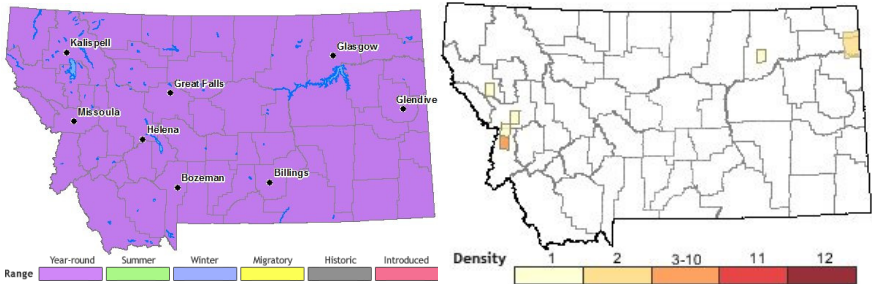 Kalispell
Glasgow
Great Falls
Glendive
Missoula
Helena
Bozeman
Billings
Year-round Summer Winter Migratory Historic Introduced
Range
Density 1 2 3-10 11 12